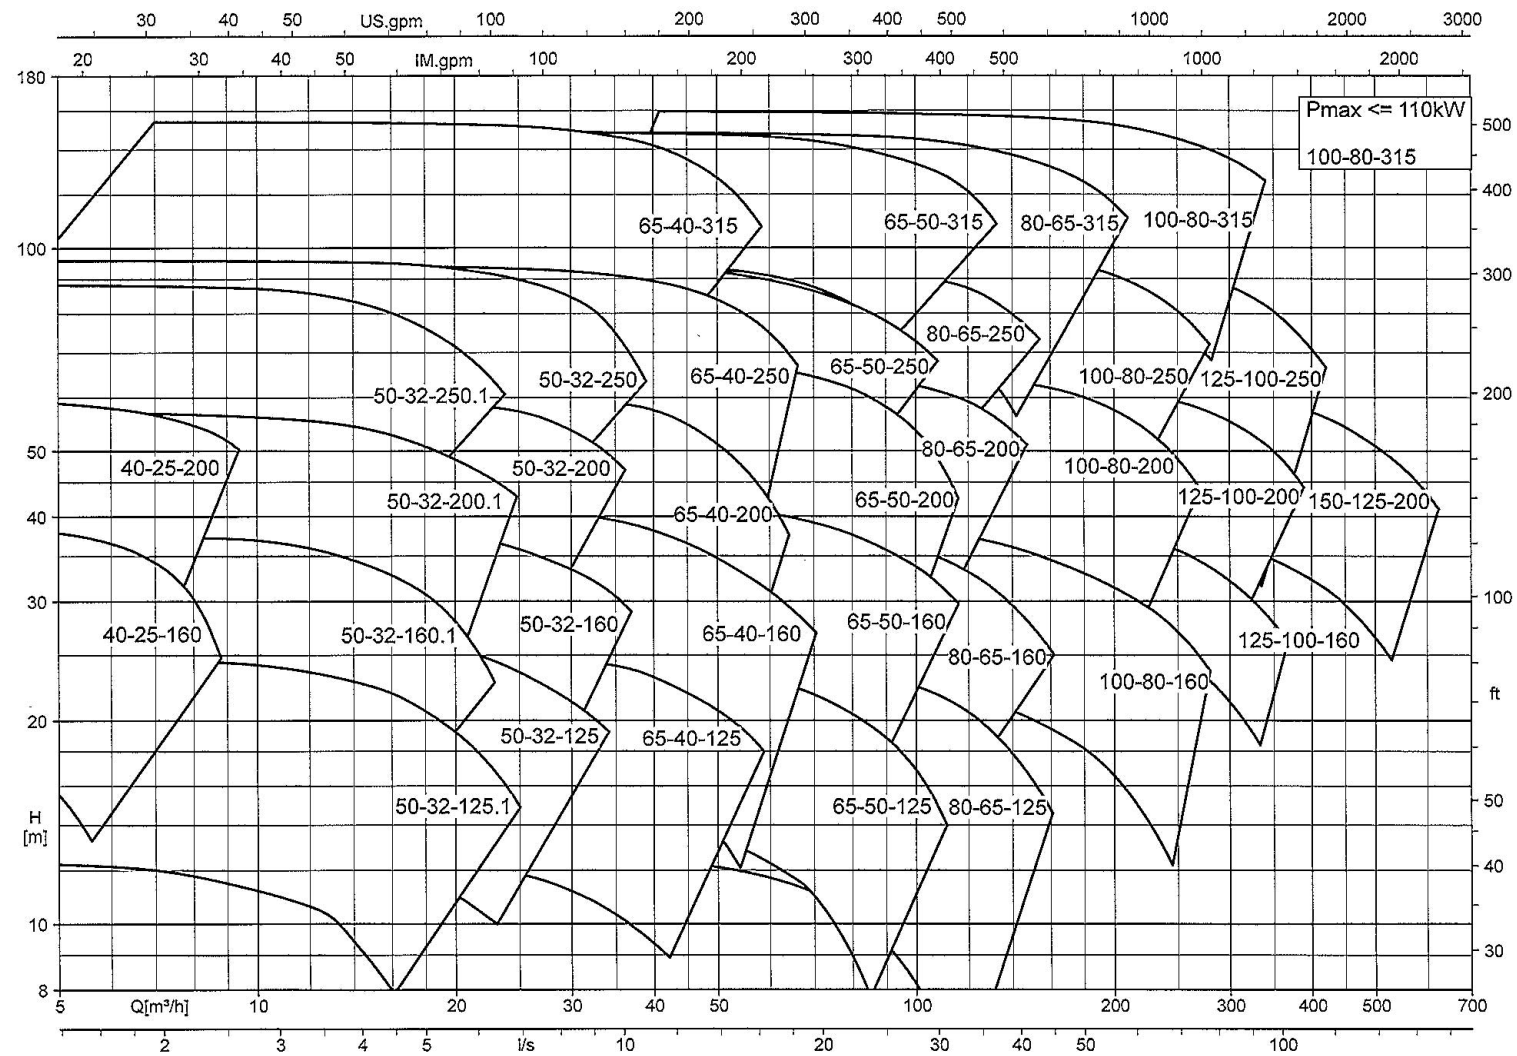 30 40 50 US.gpm 100 200 300 400 500 1000 2000 3000
20 30 40 50 IM.gpm 100 200 300 400 500 1000 2000
180
Pmax <= 110kW
500
100-80-315
400
65-40-315 65-50-315 80-65-315 100-80-315
100
300
80-65-250
50-32-250.1 50-32-250 65-40-250 65-50-250 100-80-250 125-100-250
200
50
40-25-200 50-32-200 80-65-200 100-80-200
50-32-200.1 65-40-200 65-50-200 125-100-200 150-125-200
40
30
100
40-25-160 50-32-160.1 50-32-160 65-40-160 65-50-160 80-65-160 125-100-160
100-80-160
ft
20
50-32-125 65-40-125
50-32-125.1 65-50-125 80-65-125
50
H
[m]
40
10
30
8
5 Q[m³/h] 10 20 30 40 50 100 200 300 400 500 700
2 3 4 5 l/s 10 20 30 40 50 100